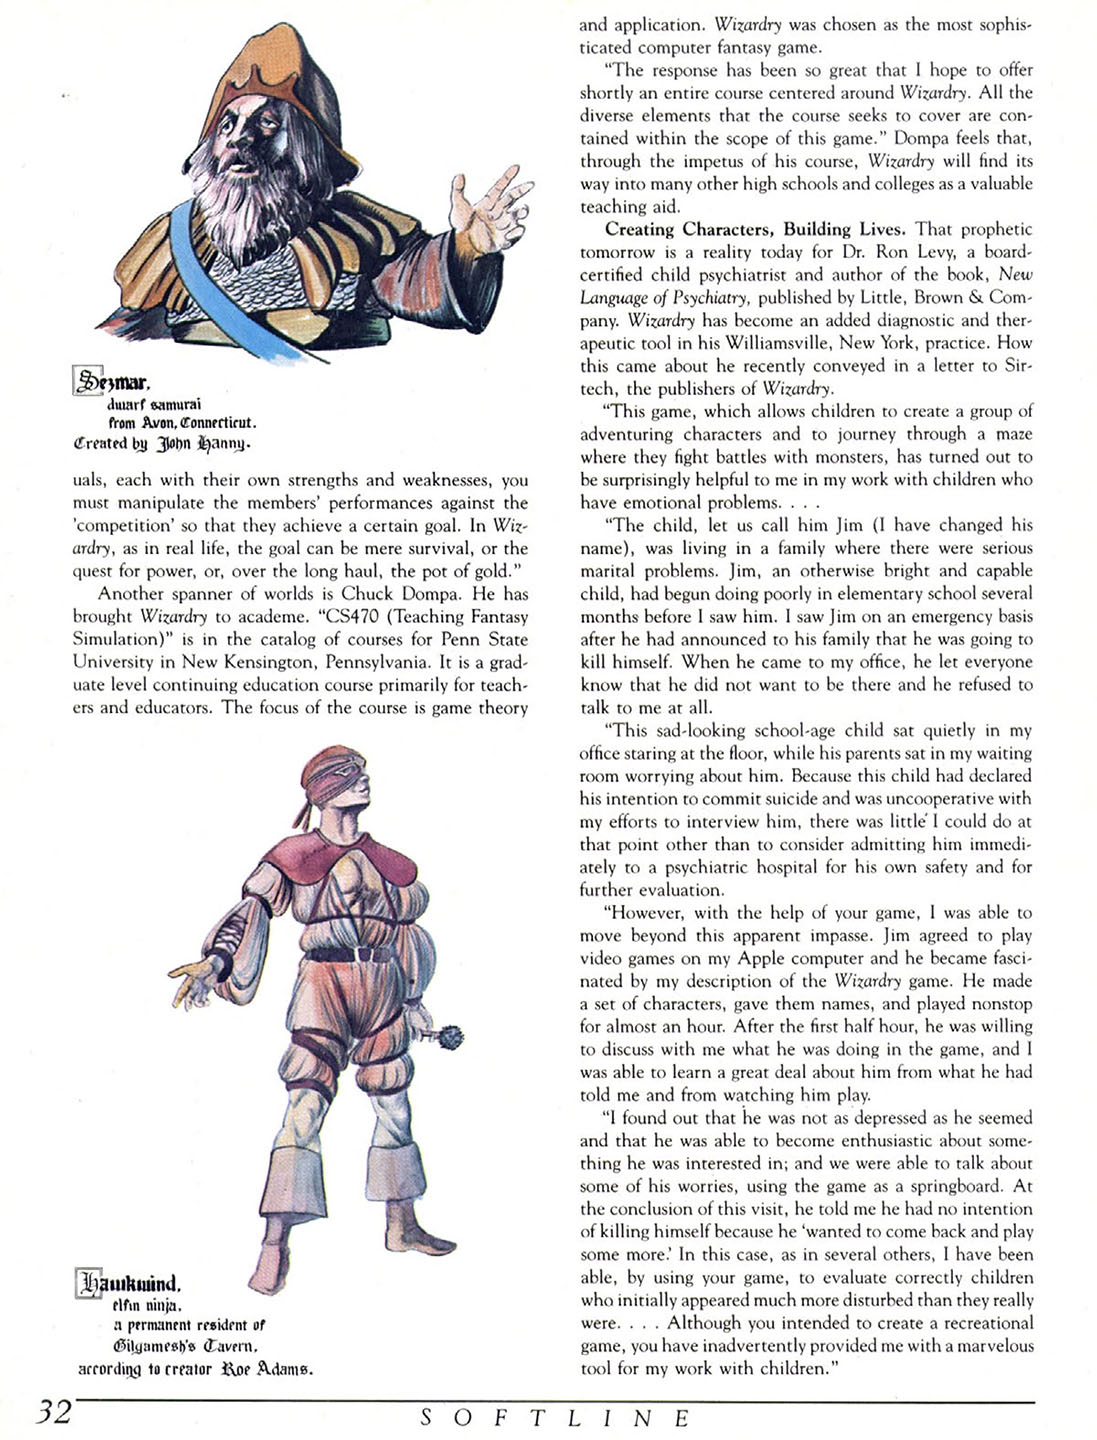 Sezmar,
dwarf samurai
from Avon, Connecticut.
Created by John Hanny.
uals, each with their own strengths and weaknesses, you
must manipulate the members' performances against the
'competition' so that they achieve a certain goal. In Wiz-
ardry, as in real life, the goal can be mere survival, or the
quest for power, or, over the long haul, the pot of gold."
Another spanner of worlds is Chuck Dompa. He has
brought Wizardry to academe. "CS470 (Teaching Fantasy
Simulation)" is in the catalog of courses for Penn State
University in New Kensington, Pennsylvania. It is a grad-
uate level continuing education course primarily for teach-
ers and educators. The focus of the course is game theory
Hawkwind,
elfin ninja,
a permanent resident of
Gilgamesh's Tavern,
according to creator Roe Adams.
and application. Wizardry was chosen as the most sophis-
ticated computer fantasy game.
"The response has been so great that I hope to offer
shortly an entire course centered around Wizardry. All the
diverse elements that the course seeks to cover are con-
tained within the scope of this game." Dompa feels that,
through the impetus of his course, Wizardry will find its
way into many other high schools and colleges as a valuable
teaching aid.
Creating Characters, Building Lives. That prophetic
tomorrow is a reality today for Dr. Ron Levy, a board-
certified child psychiatrist and author of the book, New
Language of Psychiatry, published by Little, Brown & Com-
pany. Wizardry has become an added diagnostic and ther-
apeutic tool in his Williamsville, New York, practice. How
this came about he recently conveyed in a letter to Sir-
tech, the publishers of Wizardry.
"This game, which allows children to create a group of
adventuring characters and to journey through a maze
where they fight battles with monsters, has turned out to
be surprisingly helpful to me in my work with children who
have emotional problems. . . .
"The child, let us call him Jim (I have changed his
name), was living in a family where there were serious
marital problems. Jim, an otherwise bright and capable
child, had begun doing poorly in elementary school several
months before I saw him. I saw Jim on an emergency basis
after he had announced to his family that he was going to
kill himself. When he came to my office, he let everyone
know that he did not want to be there and he refused to
talk to me at all.
"This sad-looking school-age child sat quietly in my
office staring at the floor, while his parents sat in my waiting
room worrying about him. Because this child had declared
his intention to commit suicide and was uncooperative with
my efforts to interview him, there was little I could do at
that point other than to consider admitting him immedi-
ately to a psychiatric hospital for his own safety and for
further evaluation.
"However, with the help of your game, I was able to
move beyond this apparent impasse. Jim agreed to play
video games on my Apple computer and he became fasci-
nated by my description of the Wizardry game. He made
a set of characters, gave them names, and played nonstop
for almost an hour. After the first half hour, he was willing
to discuss with me what he was doing in the game, and I
was able to learn a great deal about him from what he had
told me and from watching him play.
"I found out that he was not as depressed as he seemed
and that he was able to become enthusiastic about some-
thing he was interested in; and we were able to talk about
some of his worries, using the game as a springboard. At
the conclusion of this visit, he told me he had no intention
of killing himself because he 'wanted to come back and play
some more.' In this case, as in several others, I have been
able, by using your game, to evaluate correctly children
who initially appeared much more disturbed than they really
were. . . . Although you intended to create a recreational
game, you have inadvertently provided me with a marvelous
tool for my work with children."
32
SOFTLINE